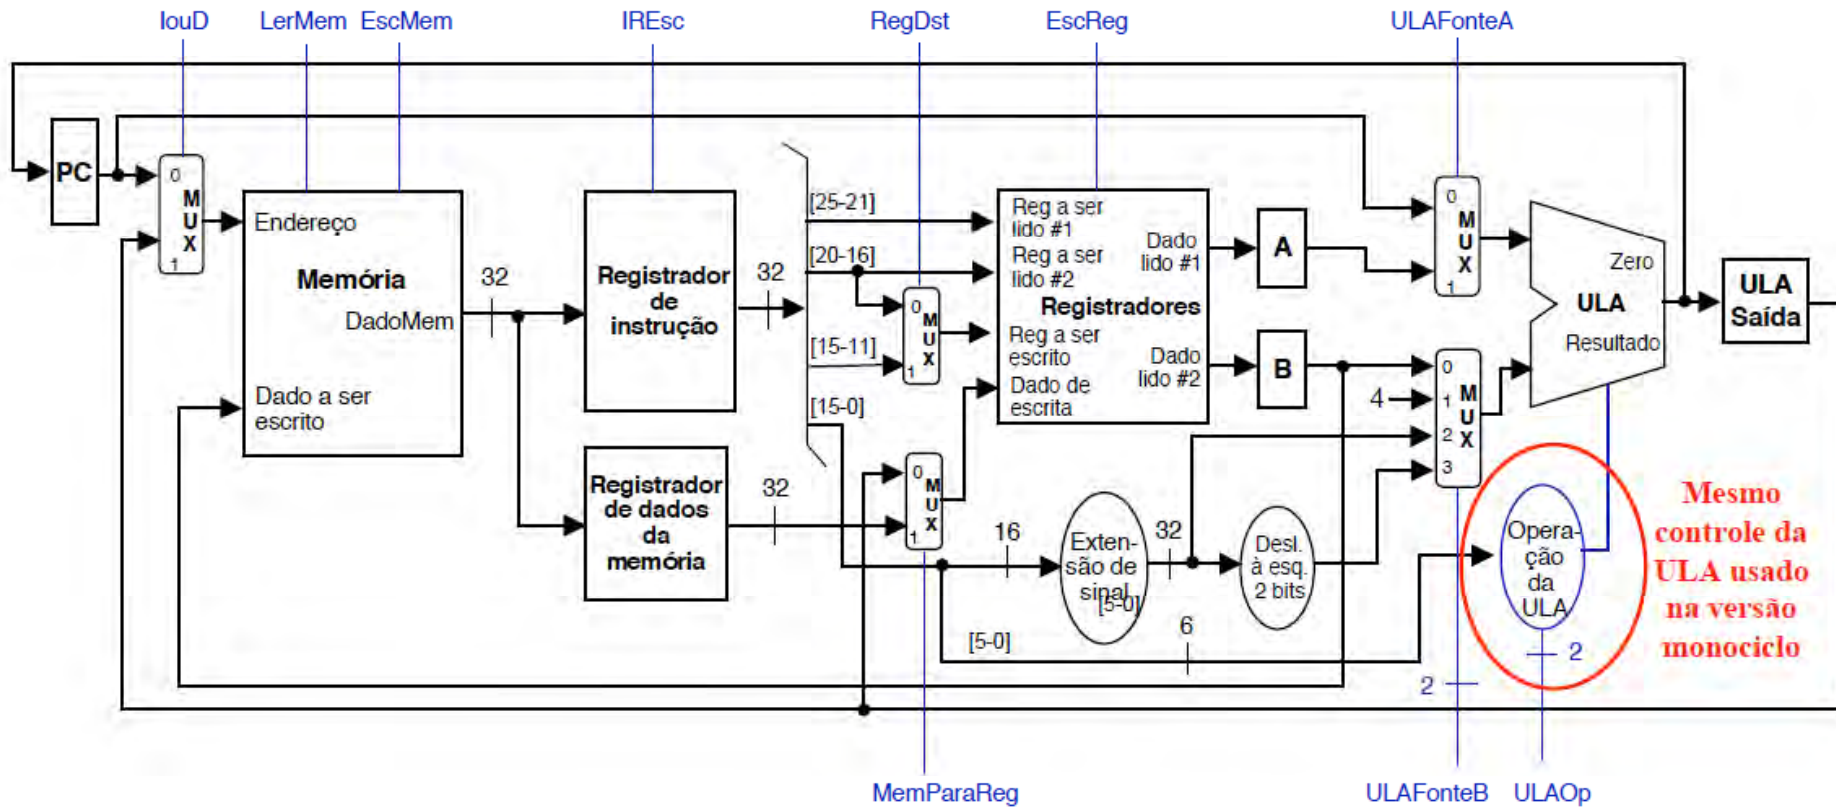 IouD LerMem EscMem IREsc RegDst EscReg ULAFonteA
PC
0
M
U
X
1
Endereço
Memória
DadoMem
Dado a ser
escrito
32
Registrador
de
instrução
32
Registrador
de dados
da
memória
32
[25-21]
[20-16]
[15-11]
[15-0]
0
M
U
X
1
0
M
U
X
1
Reg a ser
lido #1
Reg a ser
lido #2
Registradores
Reg a ser
escrito
Dado de
escrita
Dado
lido #1
Dado
lido #2
A
B
16
Exten-
são de
sinal
[5-0]
32
Desl.
à esq.
2 bits
[5-0]
6
0
M
U
X
1
4
0
1
2
3
M
U
X
Zero
ULA
Resultado
ULA
Saída
Opera-
ção
da
ULA
2
2
Mesmo
controle da
ULA usado
na versão
monociclo
MemParaReg ULAFonteB ULAOp